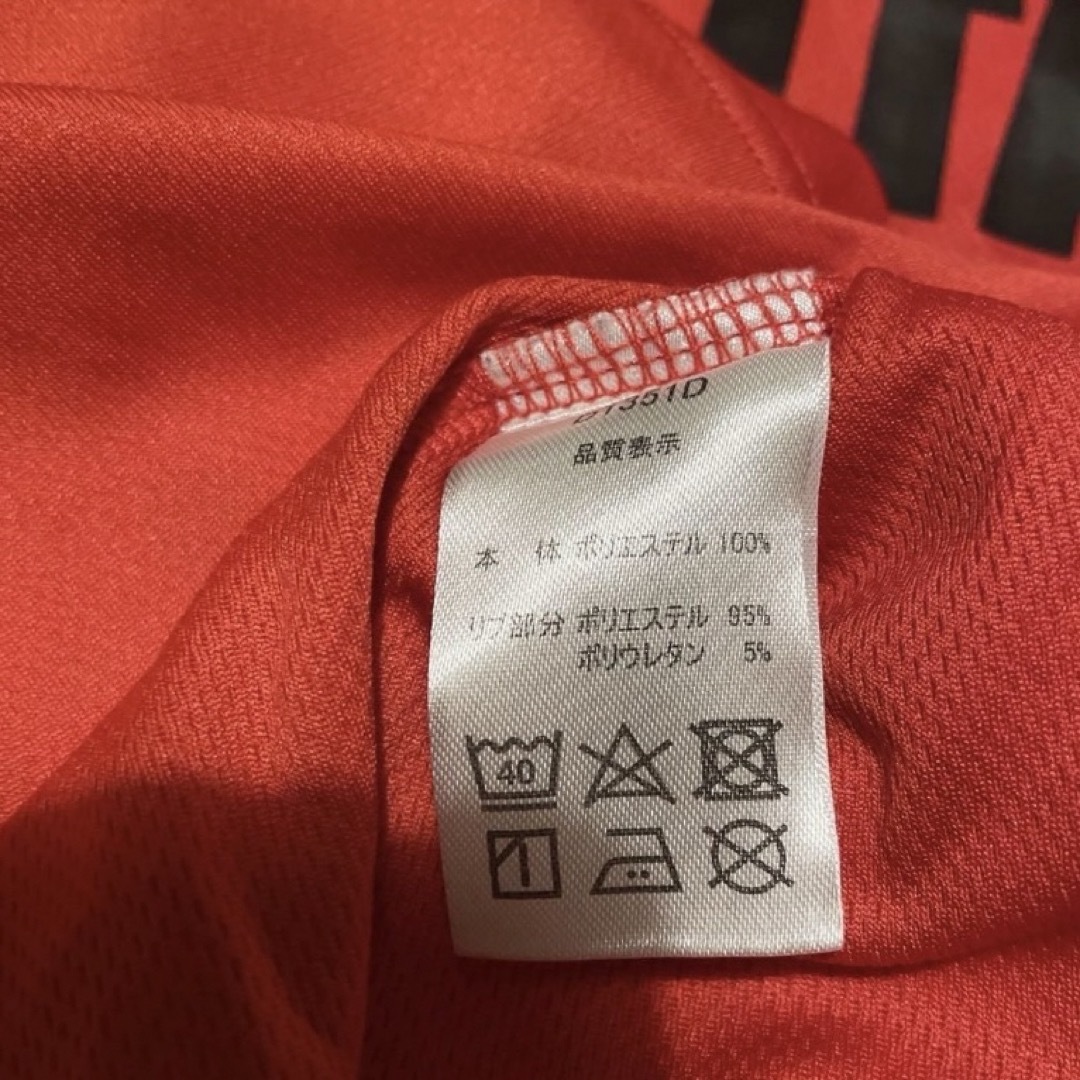 品質表示
本 体 ポリエステル 100%
リブ部分 ポリエステル 95%
ポリウレタン 5%
40